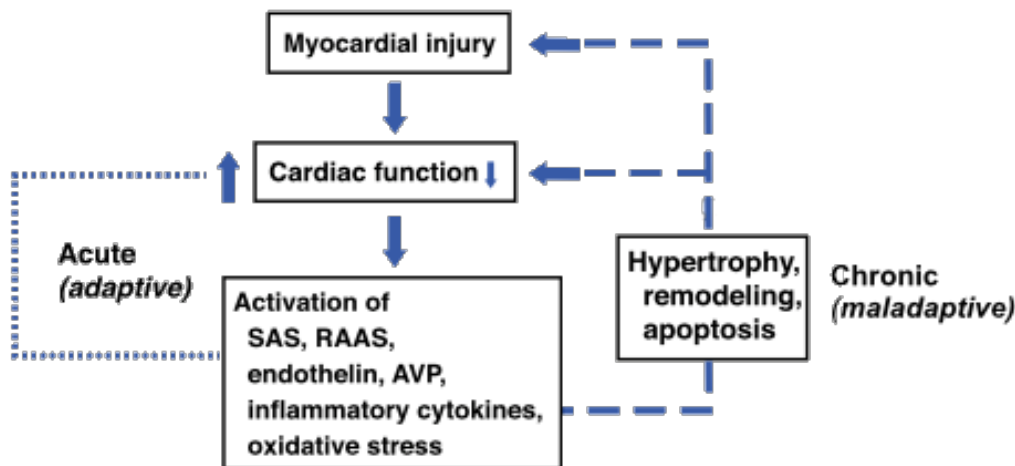 Myocardial injury
Cardiac function
Acute
(adaptive)
Activation of
SAS, RAAS,
endothelin, AVP,
inflammatory cytokines,
oxidative stress
Hypertrophy,
remodeling,
apoptosis
Chronic
(maladaptive)